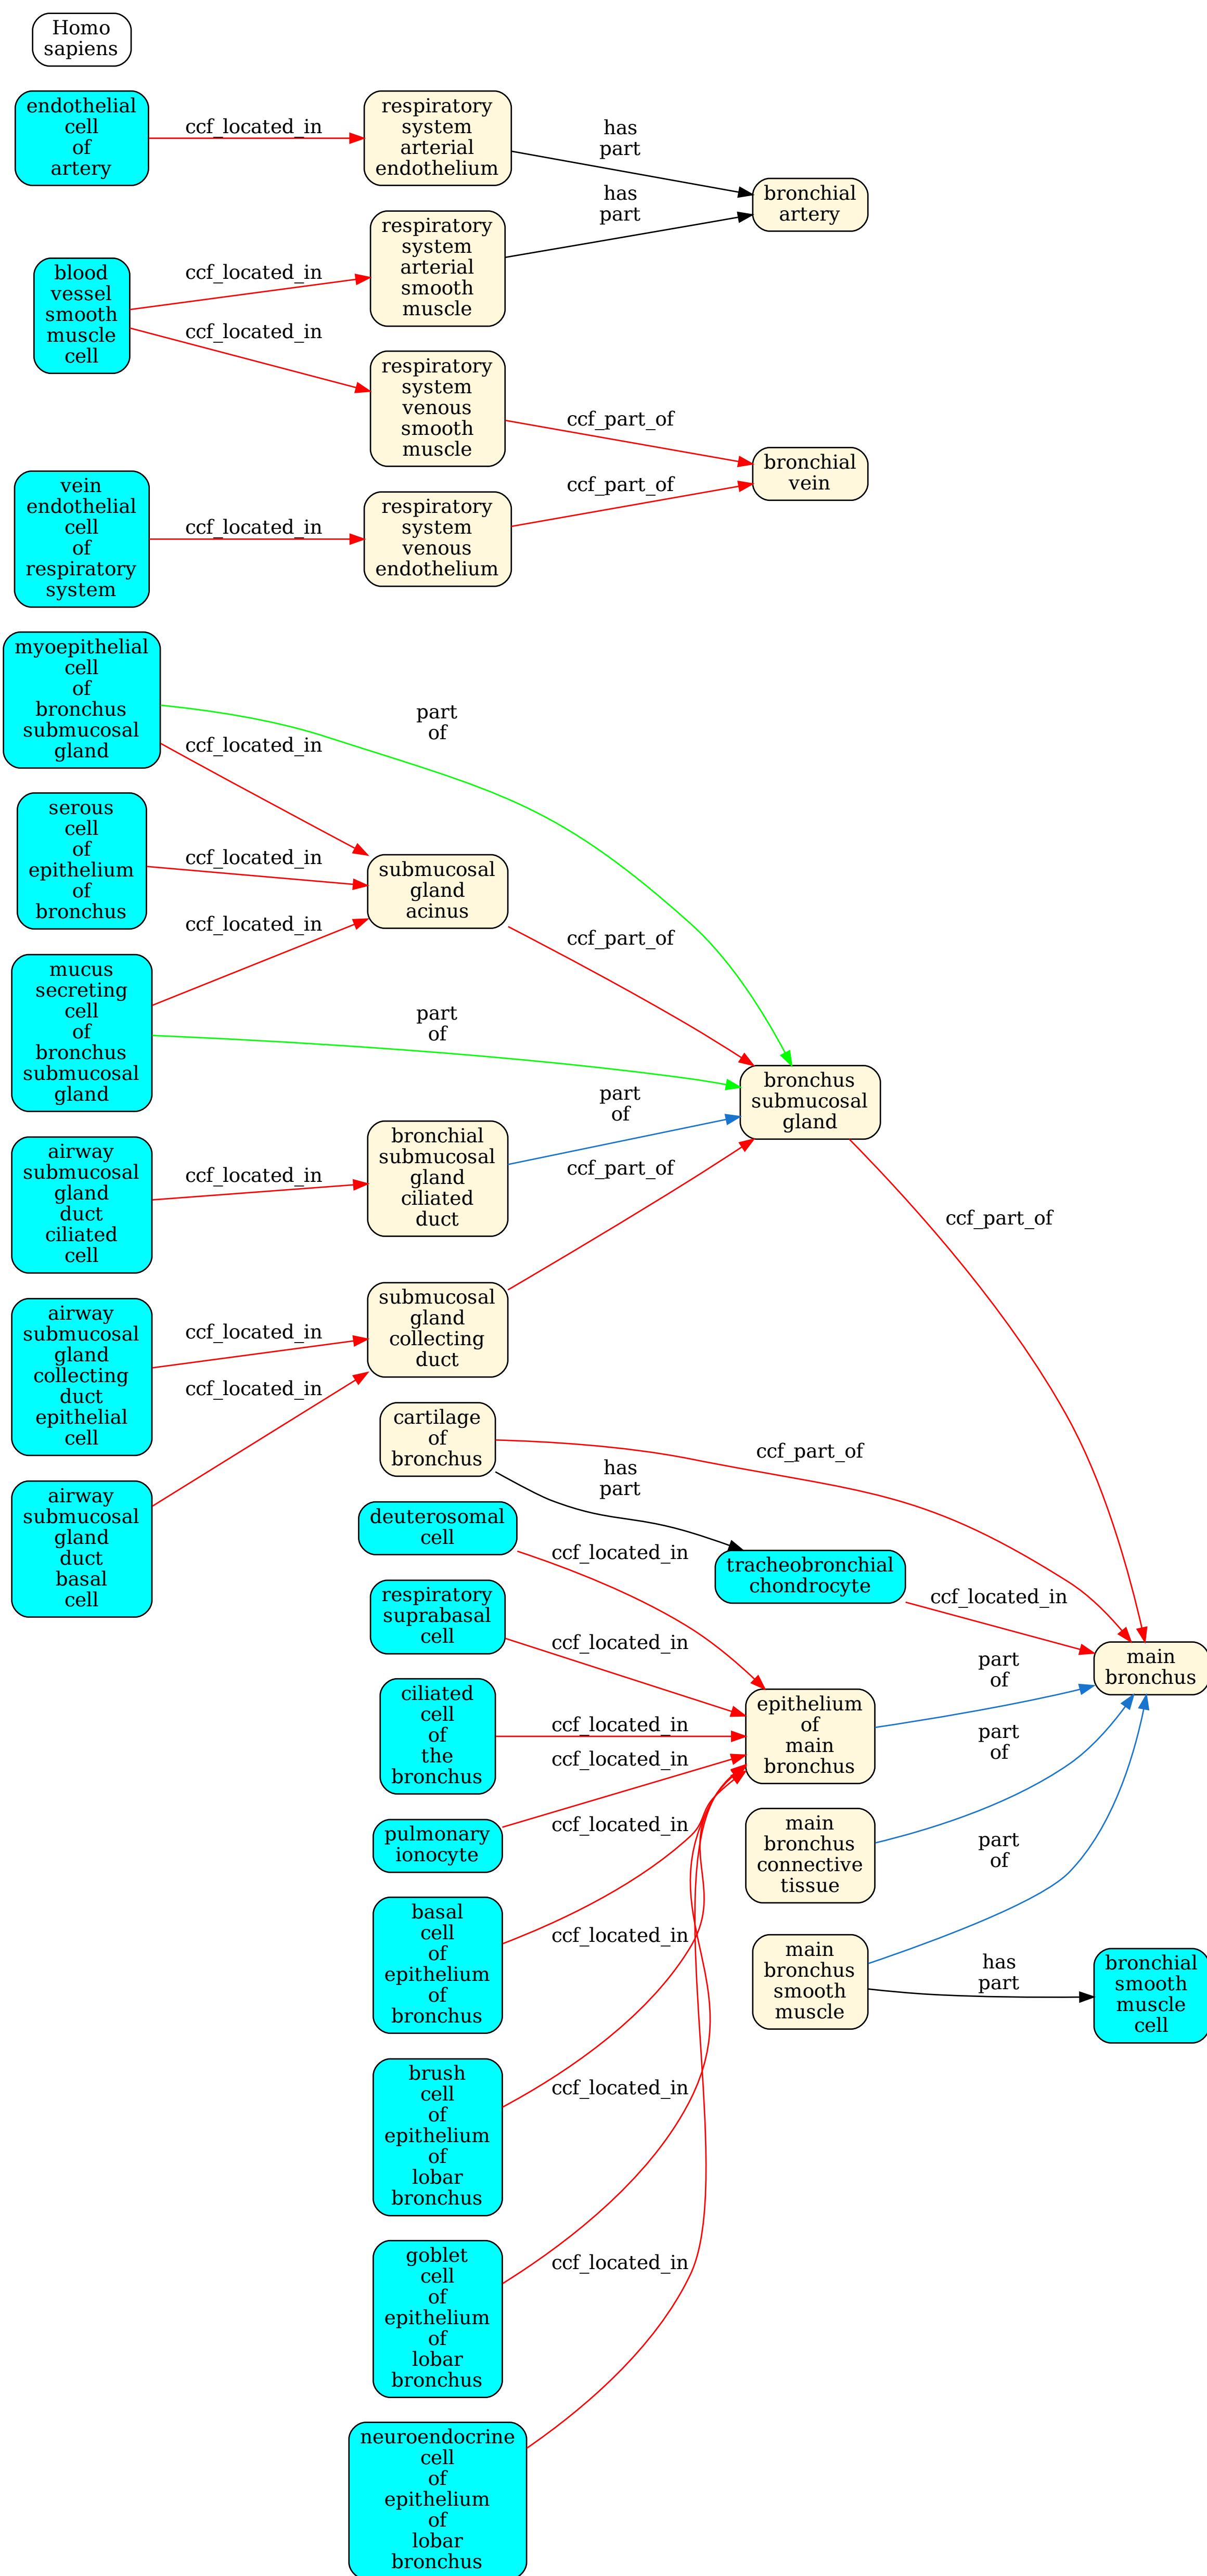 Homo
sapiens
endothelial
cell
of
artery
ccf_located_in
respiratory
system
arterial
endothelium
has
part
bronchial
artery
blood
vessel
smooth
muscle
cell
ccf_located_in
ccf_located_in
respiratory
system
arterial
smooth
muscle
has
part
respiratory
system
venous
smooth
muscle
ccf_part_of
bronchial
vein
vein
endothelial
cell
of
respiratory
system
ccf_located_in
respiratory
system
venous
endothelium
ccf_part_of
myoepithelial
cell
of
bronchus
submucosal
gland
part
of
ccf_located_in
serous
cell
of
epithelium
of
bronchus
ccf_located_in
submucosal
gland
acinus
ccf_part_of
mucus
secreting
cell
of
bronchus
submucosal
gland
ccf_located_in
part
of
bronchus
submucosal
gland
ccf_part_of
airway
submucosal
gland
duct
ciliated
cell
ccf_located_in
bronchial
submucosal
gland
ciliated
duct
part
of
airway
submucosal
gland
collecting
duct
epithelial
cell
ccf_located_in
submucosal
gland
collecting
duct
ccf_part_of
airway
submucosal
gland
duct
basal
cell
ccf_located_in
cartilage
of
bronchus
ccf_part_of
has
part
tracheobronchial
chondrocyte
ccf_located_in
main
bronchus
deuterosomal
cell
ccf_located_in
respiratory
suprabasal
cell
ccf_located_in
ciliated
cell
of
the
bronchus
ccf_located_in
epithelium
of
main
bronchus
part
of
pulmonary
ionocyte
ccf_located_in
main
bronchus
connective
tissue
part
of
basal
cell
of
epithelium
of
bronchus
ccf_located_in
main
bronchus
smooth
muscle
part
of
has
part
bronchial
smooth
muscle
cell
brush
cell
of
epithelium
of
lobar
bronchus
ccf_located_in
goblet
cell
of
epithelium
of
lobar
bronchus
ccf_located_in
neuroendocrine
cell
of
epithelium
of
lobar
bronchus
ccf_located_in